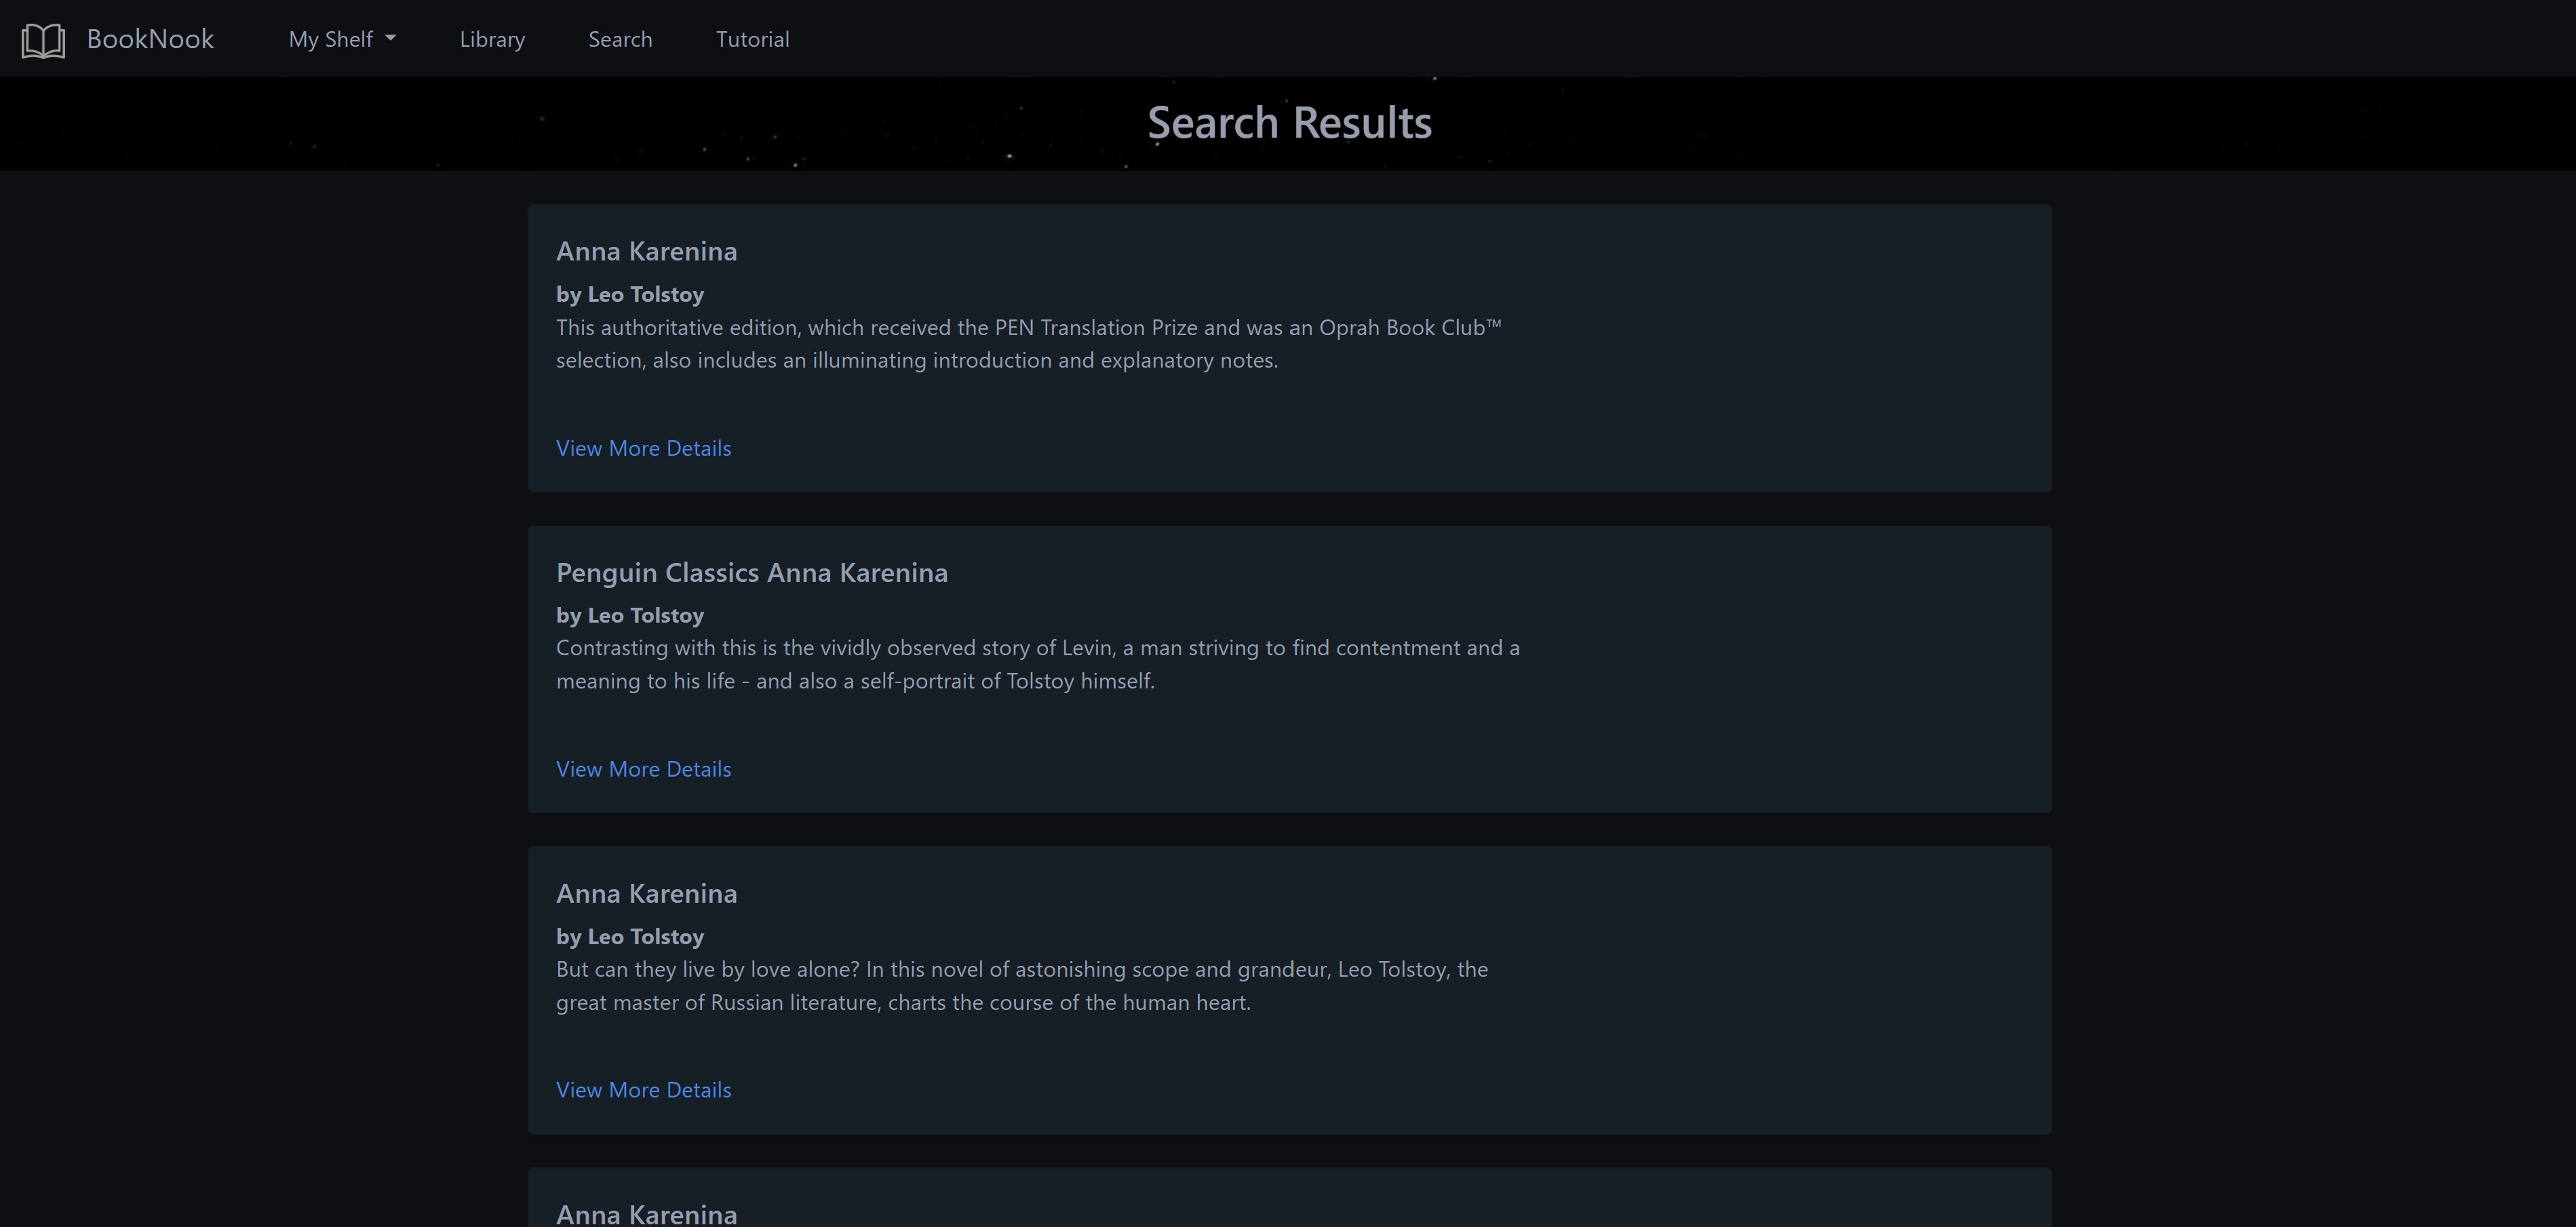 BookNook My Shelf Library Search Tutorial
Search Results
Anna Karenina
by Leo Tolstoy
This authoritative edition, which received the PEN Translation Prize and was an Oprah Book Club™
selection, also includes an illuminating introduction and explanatory notes.
View More Details
Penguin Classics Anna Karenina
by Leo Tolstoy
Contrasting with this is the vividly observed story of Levin, a man striving to find contentment and a
meaning to his life - and also a self-portrait of Tolstoy himself.
View More Details
Anna Karenina
by Leo Tolstoy
But can they live by love alone? In this novel of astonishing scope and grandeur, Leo Tolstoy, the
great master of Russian literature, charts the course of the human heart.
View More Details
Anna Karenina